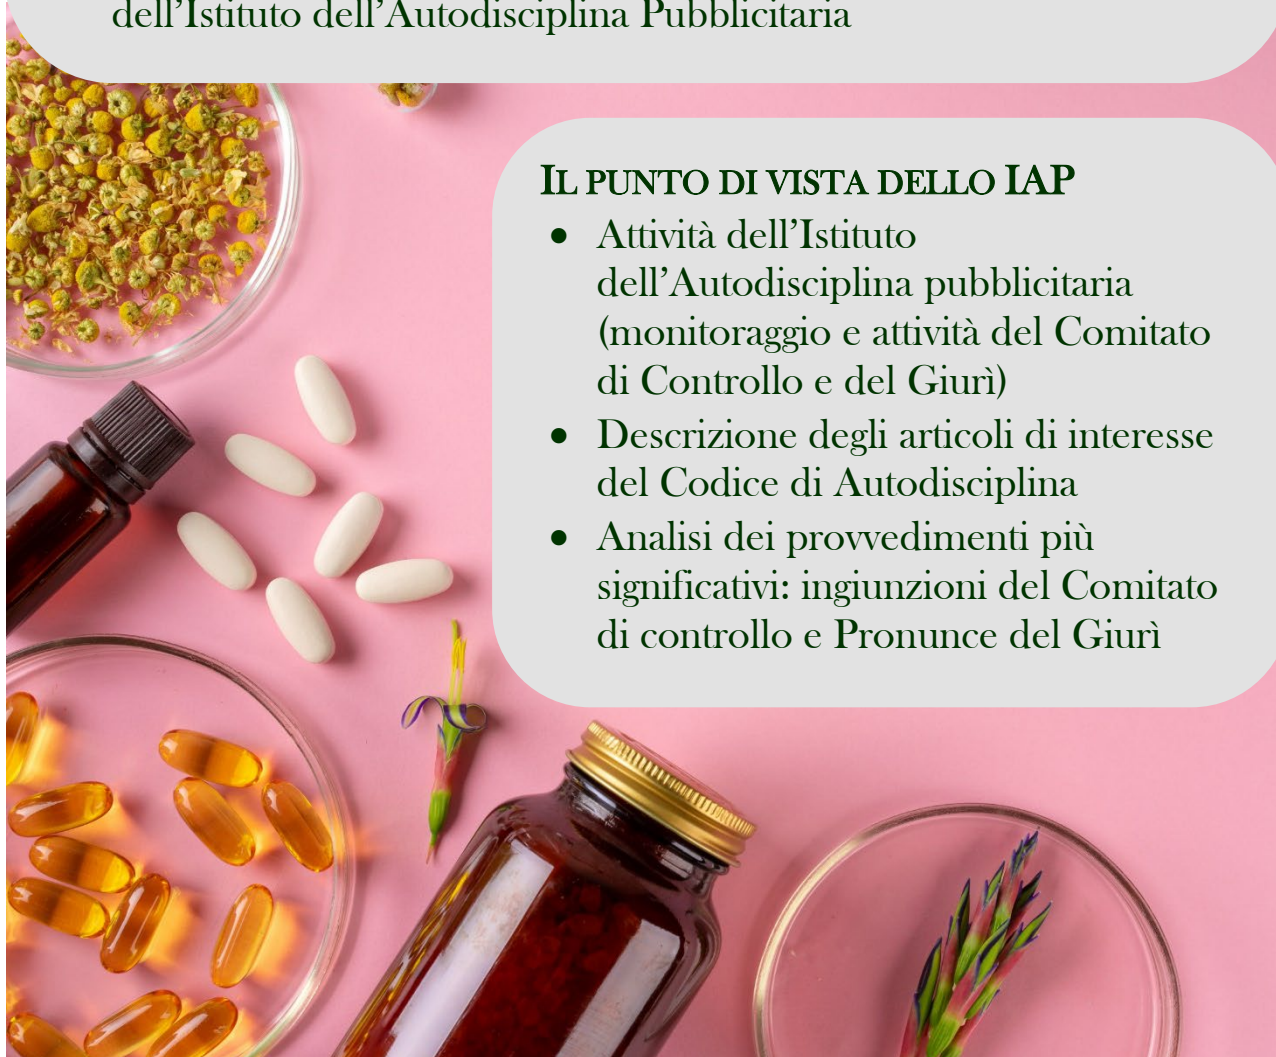 dell’Istituto dell’Autodisciplina Pubblicitaria
IL PUNTO DI VISTA DELLO IAP
• Attività dell’Istituto
dell’Autodisciplina pubblicitaria
(monitoraggio e attività del Comitato
di Controllo e del Giurì)
• Descrizione degli articoli di interesse
del Codice di Autodisciplina
• Analisi dei provvedimenti più
significativi: ingiunzioni del Comitato
di controllo e Pronunce del Giurì